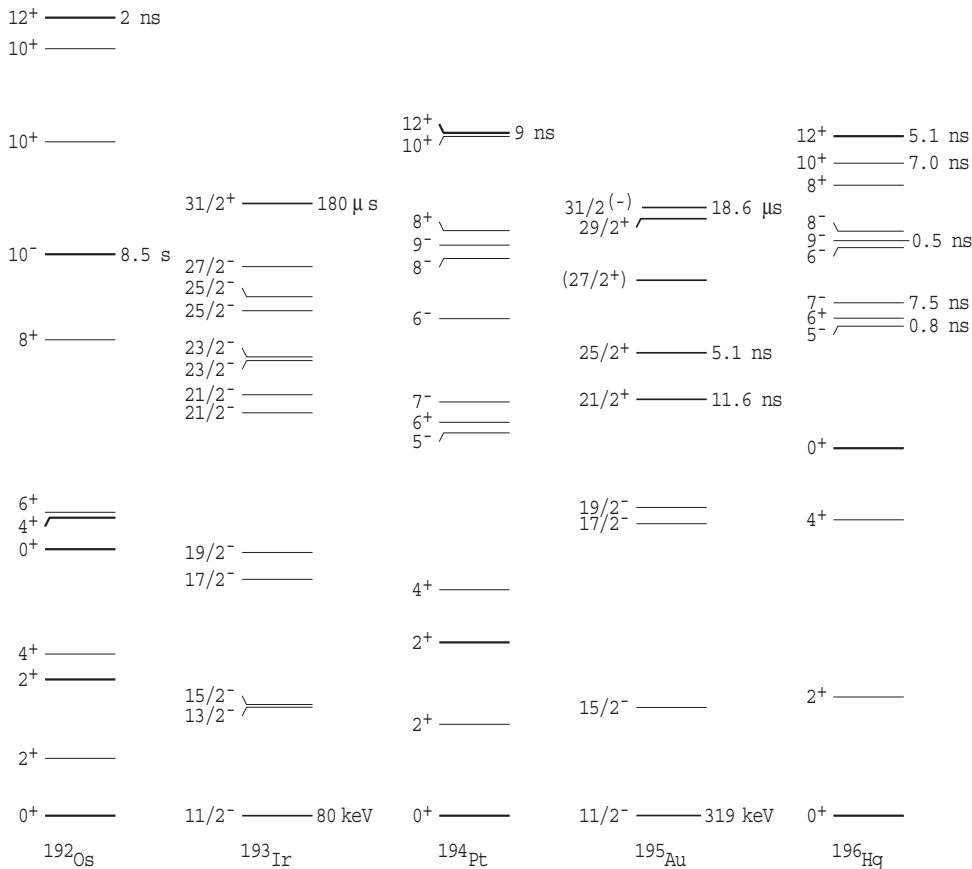 12⁺ 2 ns
10⁺
10⁺
10⁻ 8.5 s
8⁺
6⁺
4⁺
0⁺
4⁺
2⁺
2⁺
0⁺
¹⁹²Os
31/2⁺ 180 μs
27/2⁻
25/2⁻
25/2⁻
23/2⁻
23/2⁻
21/2⁻
21/2⁻
19/2⁻
17/2⁻
15/2⁻
13/2⁻
11/2⁻ 80 keV
¹⁹³Ir
12⁺ 9 ns
10⁺
8⁺
9⁻
8⁻
6⁻
7⁻
6⁺
5⁻
4⁺
2⁺
2⁺
0⁺
¹⁹⁴Pt
31/2⁽⁻⁾ 18.6 μs
29/2⁺
(27/2⁺)
25/2⁺ 5.1 ns
21/2⁺ 11.6 ns
19/2⁻
17/2⁻
15/2⁻
11/2⁻ 319 keV
¹⁹⁵Au
12⁺ 5.1 ns
10⁺ 7.0 ns
8⁺
8⁻
9⁻ 0.5 ns
6⁻
7⁻ 7.5 ns
6⁺
5⁻ 0.8 ns
0⁺
4⁺
2⁺
0⁺
¹⁹⁶Hg